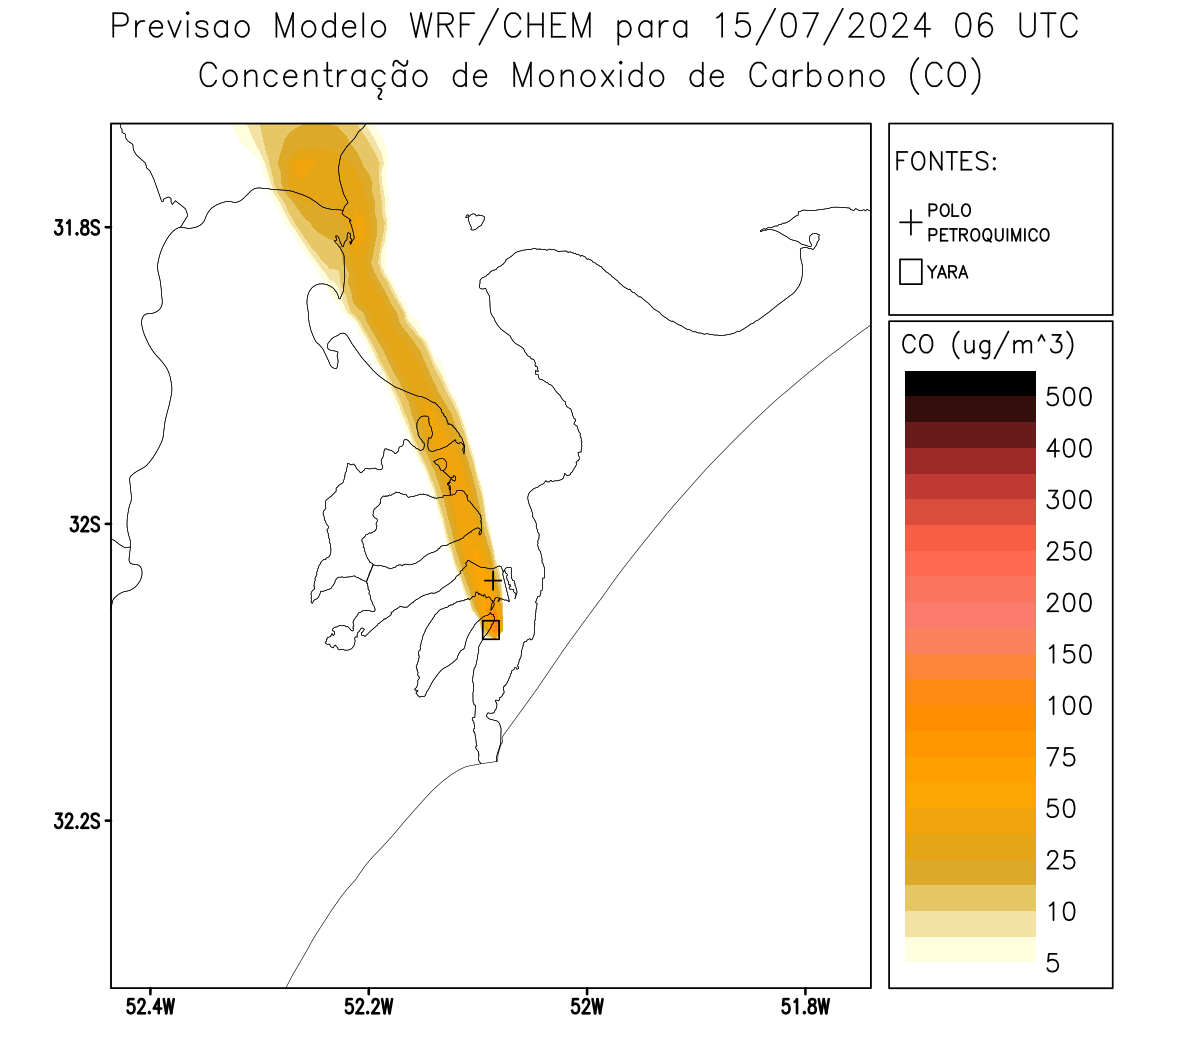 Previsao Modelo WRF/CHEM para 15/07/2024 06 UTC
Concentração de Monoxido de Carbono (CO)
FONTES:
POLO
PETROQUIMICO
YARA
CO (ug/m^3)
500
400
300
250
200
150
100
75
50
25
10
5
31.8S
32S
32.2S
52.4W
52.2W
52W
51.8W